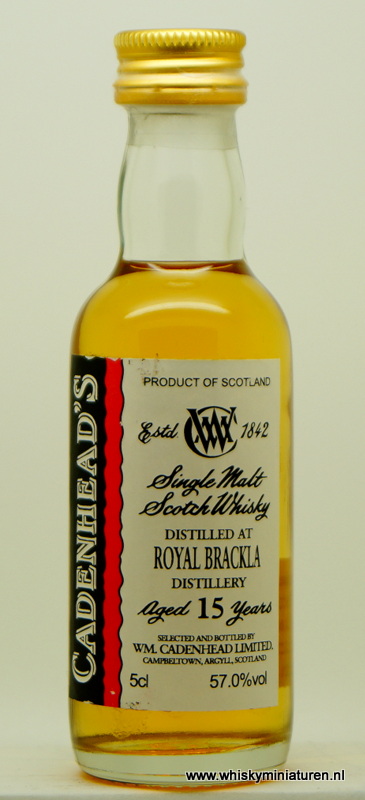 CADENHEAD'S
PRODUCT OF SCOTLAND
Estd. WMC 1842
Single Malt
Scotch Whisky
DISTILLED AT
ROYAL BRACKLA
DISTILLERY
Aged 15 Years
SELECTED AND BOTTLED BY
WM. CADENHEAD LIMITED.
CAMPBELTOWN, ARGYLL, SCOTLAND
5cl 57.0%vol
www.whiskyminiaturen.nl